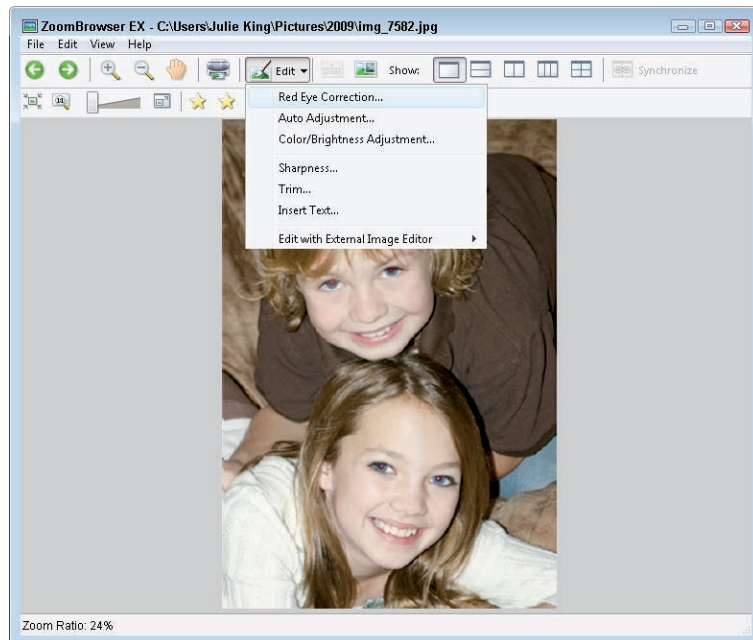 ZoomBrowser EX - C:\Users\Julie King\Pictures\2009\img_7582.jpg
File Edit View Help
Edit Show: Synchronize
Red Eye Correction...
Auto Adjustment...
Color/Brightness Adjustment...
Sharpness...
Trim...
Insert Text...
Edit with External Image Editor
Zoom Ratio: 24%